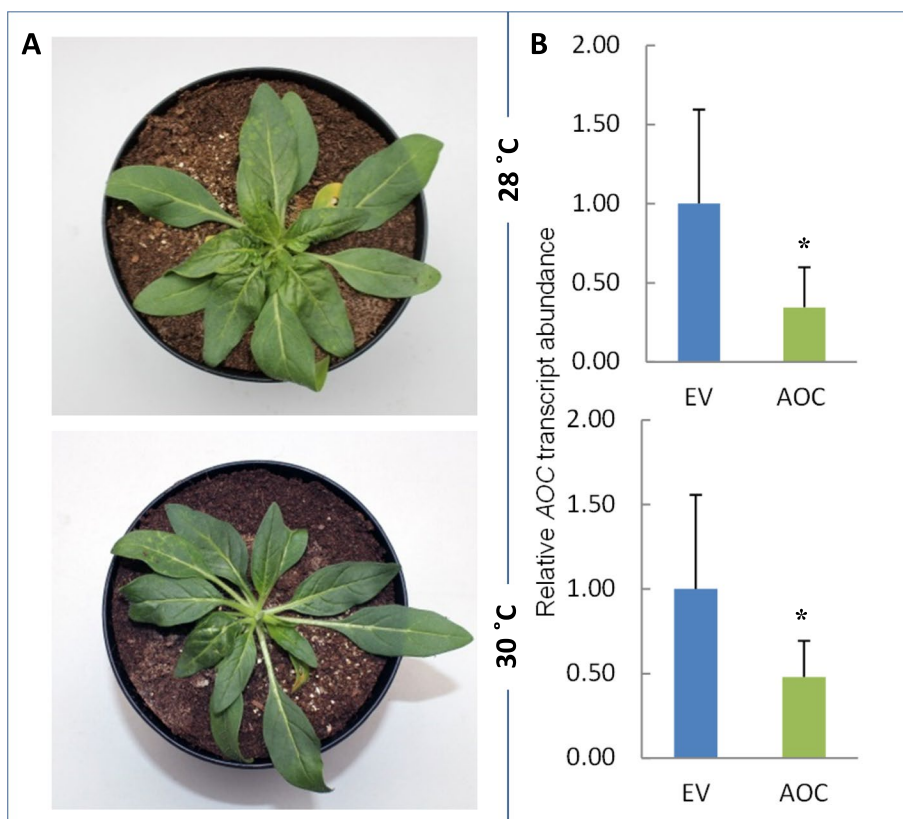 A
B
28 ˚C
30 ˚C
Relative AOC transcript abundance
2.00
1.50
1.00
0.50
0.00
*
EV AOC
2.00
1.50
1.00
0.50
0.00
*
EV AOC